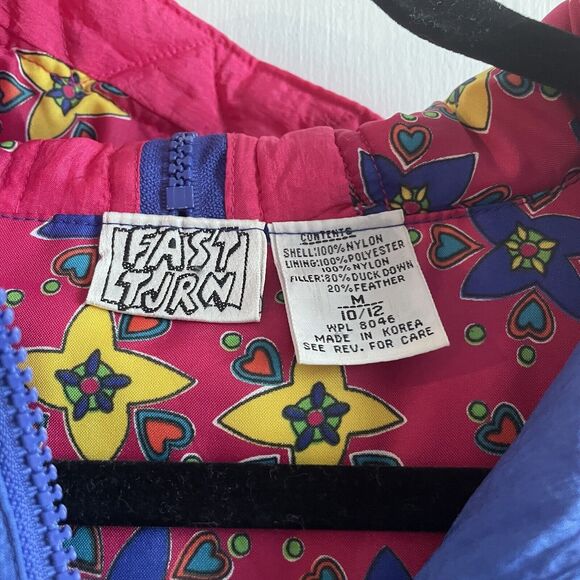 FAST
TURN
CONTENTS
SHELL:100% NYLON
LINING:100% POLYESTER
100% NYLON
FILLER:80% DUCK DOWN
20% FEATHER
M
10/12
WPL 8046
MADE IN KOREA
SEE REV. FOR CARE